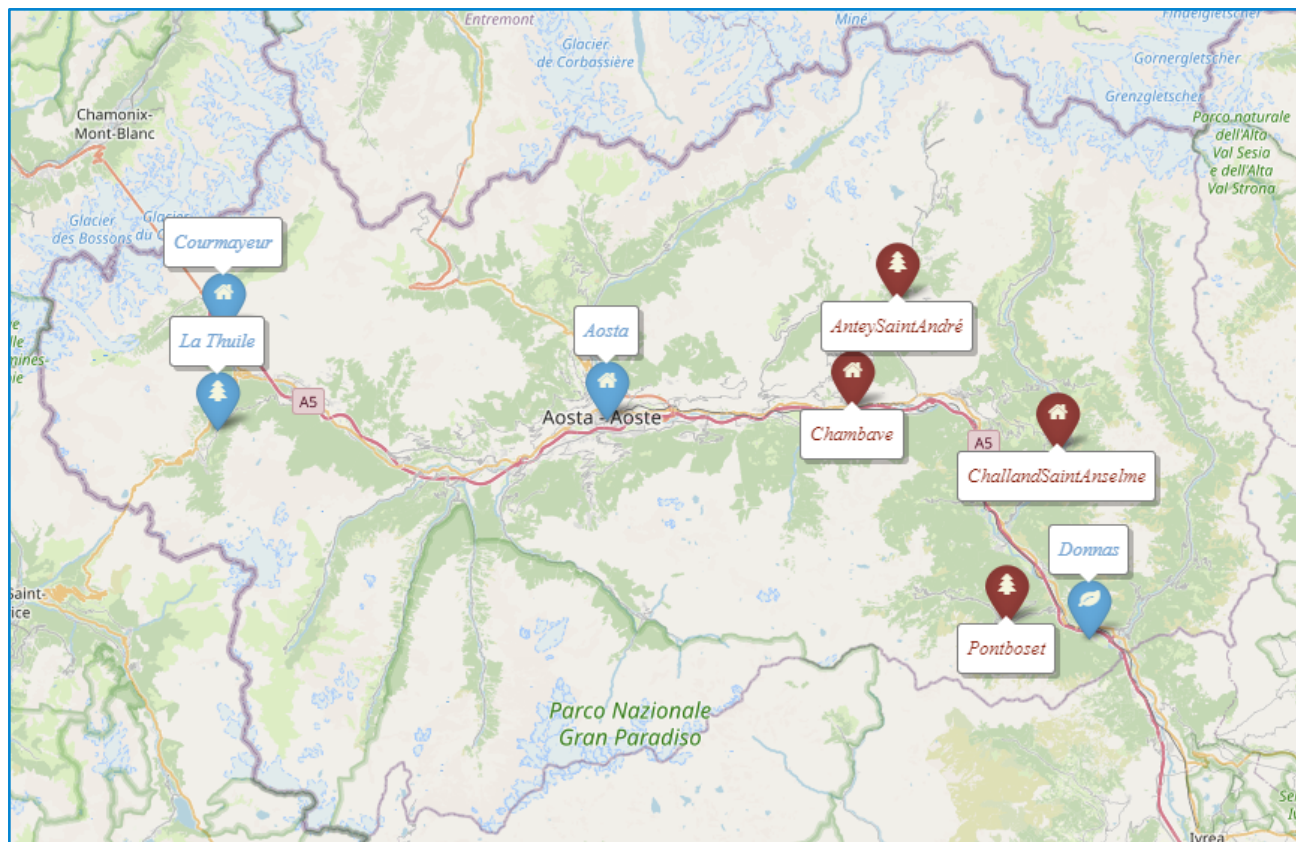 Entremont
Miné
Findelgletscher
Glacier
de Corbassière
Gornergletscher
Grenzgletscher
Chamonix-
Mont-Blanc
Parco naturale
dell'Alta
Val Sesia
e dell'Alta
Val Strona
Glacier
des Bossons
Courmayeur
La Thuile
Aosta
AnteySaintAndré
A5
Aosta - Aoste
Chambave
A5
ChallandSaintAnselme
Donnas
Saint-
ice
Pontboset
Parco Nazionale
Gran Paradiso
Ivrea